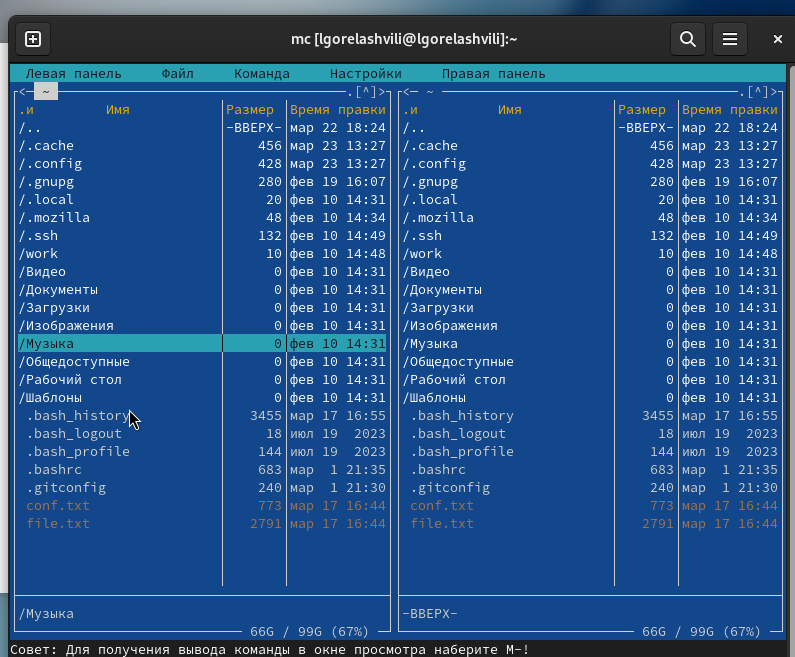 mc [lgorelashvili@lgorelashvili]:~
Левая панель Файл Команда Настройки Правая панель
<— ~ .[^]> <— ~ .[^]>
.и Имя Размер Время правки .и Имя Размер Время правки
/.. -ВВЕРХ- мар 22 18:24 /.. -ВВЕРХ- мар 22 18:24
/.cache 456 мар 23 13:27 /.cache 456 мар 23 13:27
/.config 428 мар 23 13:27 /.config 428 мар 23 13:27
/.gnupg 280 фев 19 16:07 /.gnupg 280 фев 19 16:07
/.local 20 фев 10 14:31 /.local 20 фев 10 14:31
/.mozilla 48 фев 10 14:34 /.mozilla 48 фев 10 14:34
/.ssh 132 фев 10 14:49 /.ssh 132 фев 10 14:49
/work 10 фев 10 14:48 /work 10 фев 10 14:48
/Видео 0 фев 10 14:31 /Видео 0 фев 10 14:31
/Документы 0 фев 10 14:31 /Документы 0 фев 10 14:31
/Загрузки 0 фев 10 14:31 /Загрузки 0 фев 10 14:31
/Изображения 0 фев 10 14:31 /Изображения 0 фев 10 14:31
/Музыка 0 фев 10 14:31 /Музыка 0 фев 10 14:31
/Общедоступные 0 фев 10 14:31 /Общедоступные 0 фев 10 14:31
/Рабочий стол 0 фев 10 14:31 /Рабочий стол 0 фев 10 14:31
/Шаблоны 0 фев 10 14:31 /Шаблоны 0 фев 10 14:31
.bash_history 3455 мар 17 16:55 .bash_history 3455 мар 17 16:55
.bash_logout 18 июл 19 2023 .bash_logout 18 июл 19 2023
.bash_profile 144 июл 19 2023 .bash_profile 144 июл 19 2023
.bashrc 683 мар 1 21:35 .bashrc 683 мар 1 21:35
.gitconfig 240 мар 1 21:30 .gitconfig 240 мар 1 21:30
conf.txt 773 мар 17 16:44 conf.txt 773 мар 17 16:44
file.txt 2791 мар 17 16:44 file.txt 2791 мар 17 16:44
/Музыка -ВВЕРХ-
66G / 99G (67%) 66G / 99G (67%)
Совет: Для получения вывода команды в окне просмотра наберите M-!